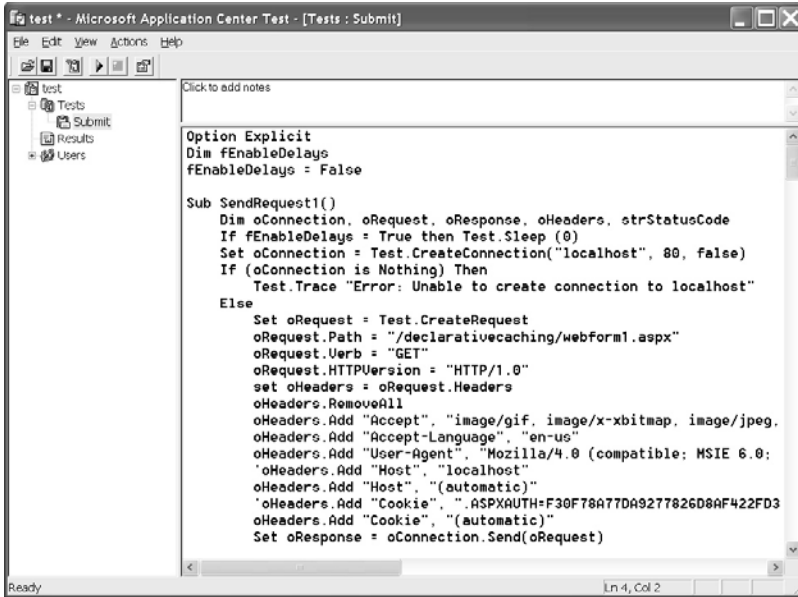 test * - Microsoft Application Center Test - [Tests : Submit]
File Edit View Actions Help
test
Tests
Submit
Results
Users
Click to add notes
Option Explicit
Dim fEnableDelays
fEnableDelays = False
Sub SendRequest1()
Dim oConnection, oRequest, oResponse, oHeaders, strStatusCode
If fEnableDelays = True then Test.Sleep (0)
Set oConnection = Test.CreateConnection("localhost", 80, false)
If (oConnection is Nothing) Then
Test.Trace "Error: Unable to create connection to localhost"
Else
Set oRequest = Test.CreateRequest
oRequest.Path = "/declarativecaching/webform1.aspx"
oRequest.Verb = "GET"
oRequest.HTTPVersion = "HTTP/1.0"
set oHeaders = oRequest.Headers
oHeaders.RemoveAll
oHeaders.Add "Accept", "image/gif, image/x-xbitmap, image/jpeg,
oHeaders.Add "Accept-Language", "en-us"
oHeaders.Add "User-Agent", "Mozilla/4.0 (compatible; MSIE 6.0;
'oHeaders.Add "Host", "localhost"
oHeaders.Add "Host", "(automatic)"
'oHeaders.Add "Cookie", ".ASPXAUTH=F30F78A77DA9277826D8AF422FD3
oHeaders.Add "Cookie", "(automatic)"
Set oResponse = oConnection.Send(oRequest)
Ready
Ln 4, Col 2